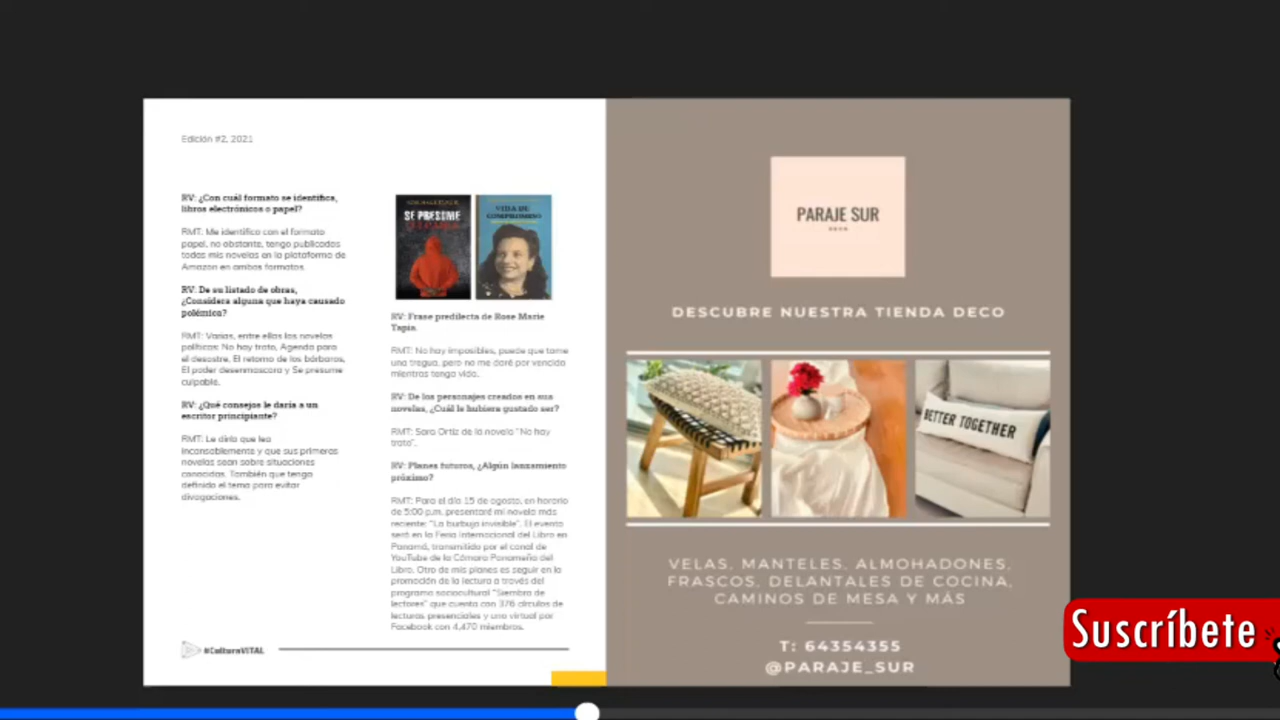 Edición #2, 2021
RV: ¿Con cuál formato se identifica,
libros electrónicos o papel?
RMT: Me identifico con el formato
papel, no obstante, tengo publicadas
todas mis novelas en la plataforma de
Amazon en ambos formatos.
RV: De su listado de obras,
¿Considera alguna que haya causado
polémica?
RMT: Varias, entre ellas las novelas
políticas: No hay trato, Agenda para
el desastre, El retorno de los bárbaros,
El poder desenmascara y Se presume
culpable.
RV: ¿Qué consejos le daría a un
escritor principiante?
RMT: Le diría que lea
incansablemente y que sus primeras
novelas sean sobre situaciones
conocidas. También que tenga
definido el tema para evitar
divagaciones.
#CulturaVITAL
SE PRESUME
VIDA DE
COMPROMISO
RV: Frase predilecta de Rose Marie
Tapia.
RMT: No hay imposibles, puede que tome
una tregua, pero no me daré por vencida
mientras tenga vida.
RV: De los personajes creados en sus
novelas, ¿Cuál le hubiera gustado ser?
RMT: Sara Ortiz de la novela "No hay
trato".
RV: Planes futuros, ¿Algún lanzamiento
próximo?
RMT: Para el día 15 de agosto, en horario
de 5:00 p.m. presentaré mi novela más
reciente: "La burbuja invisible". El evento
será en la Feria Internacional del Libro en
Panamá, transmitido por el canal de
YouTube de la Cámara Panameña del
Libro. Otro de mis planes es seguir en la
promoción de la lectura a través del
programa sociocultural "Siembra de
lectores" que cuenta con 376 círculos de
lecturas presenciales y uno virtual por
Facebook con 4,470 miembros.
PARAJE SUR
DECO
DESCUBRE NUESTRA TIENDA DECO
BETTER TOGETHER
VELAS, MANTELES, ALMOHADONES,
FRASCOS, DELANTALES DE COCINA,
CAMINOS DE MESA Y MÁS
T: 64354355
@PARAJE_SUR
Suscríbete